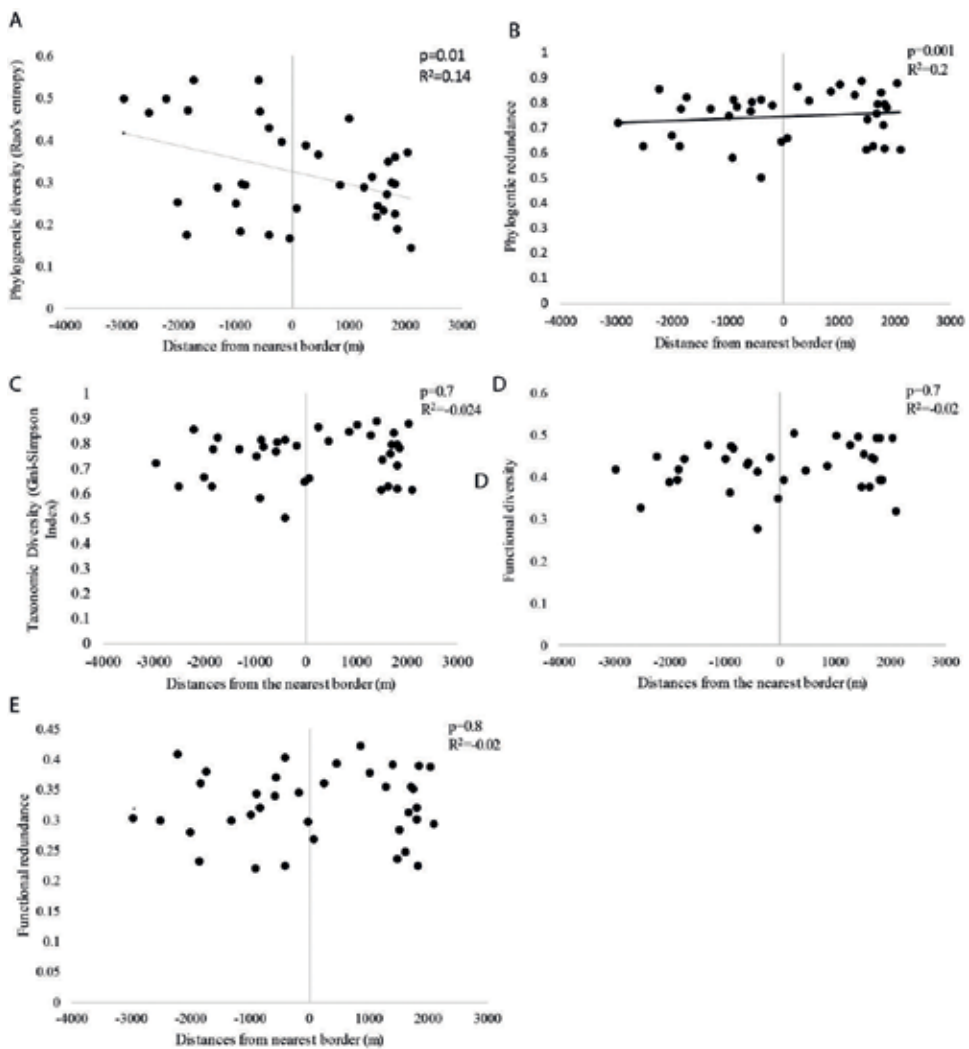 A
p=0.01
R²=0.14
Phylogenetic diversity (Rao's entropy)
0.6
0.5
0.4
0.3
0.2
0.1
0
-4000 -3000 -2000 -1000 0 1000 2000 3000
Distance from nearest border (m)
B
p=0.001
R²=0.2
Phylogentic redundance
1
0.9
0.8
0.7
0.6
0.5
0.4
0.3
0.2
0.1
0
-4000 -3000 -2000 -1000 0 1000 2000 3000
Distance from nearest border (m)
C
p=0.7
R²=-0.024
Taxonomic Diversity (Gini-Simpson
Index)
1
0.9
0.8
0.7
0.6
0.5
0.4
0.3
0.2
0.1
0
-4000 -3000 -2000 -1000 0 1000 2000 3000
Distances from the nearest border (m)
D
p=0.7
R²=-0.02
D
Functional diversity
0.6
0.5
0.4
0.3
0.2
0.1
0
-4000 -3000 -2000 -1000 0 1000 2000 3000
Distances from the nearest border (m)
E
p=0.8
R²=-0.02
Functional redundance
0.45
0.4
0.35
0.3
0.25
0.2
0.15
0.1
0.05
0
-4000 -3000 -2000 -1000 0 1000 2000 3000
Distances from nearest border (m)